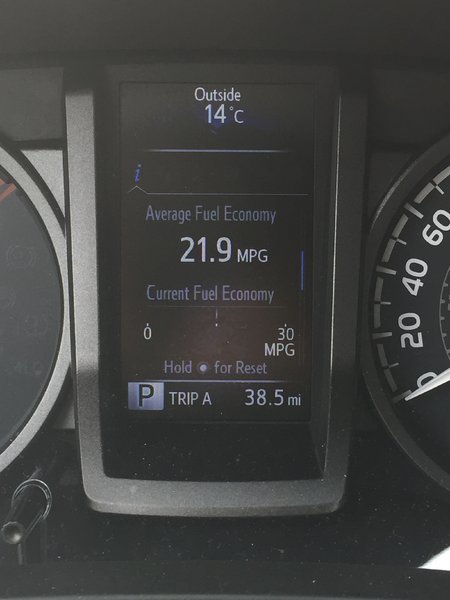 Outside
14°C
i
Average Fuel Economy
21.9 MPG
Current Fuel Economy
0 30
MPG
Hold for Reset
P TRIP A 38.5 mi
60
40
20
0